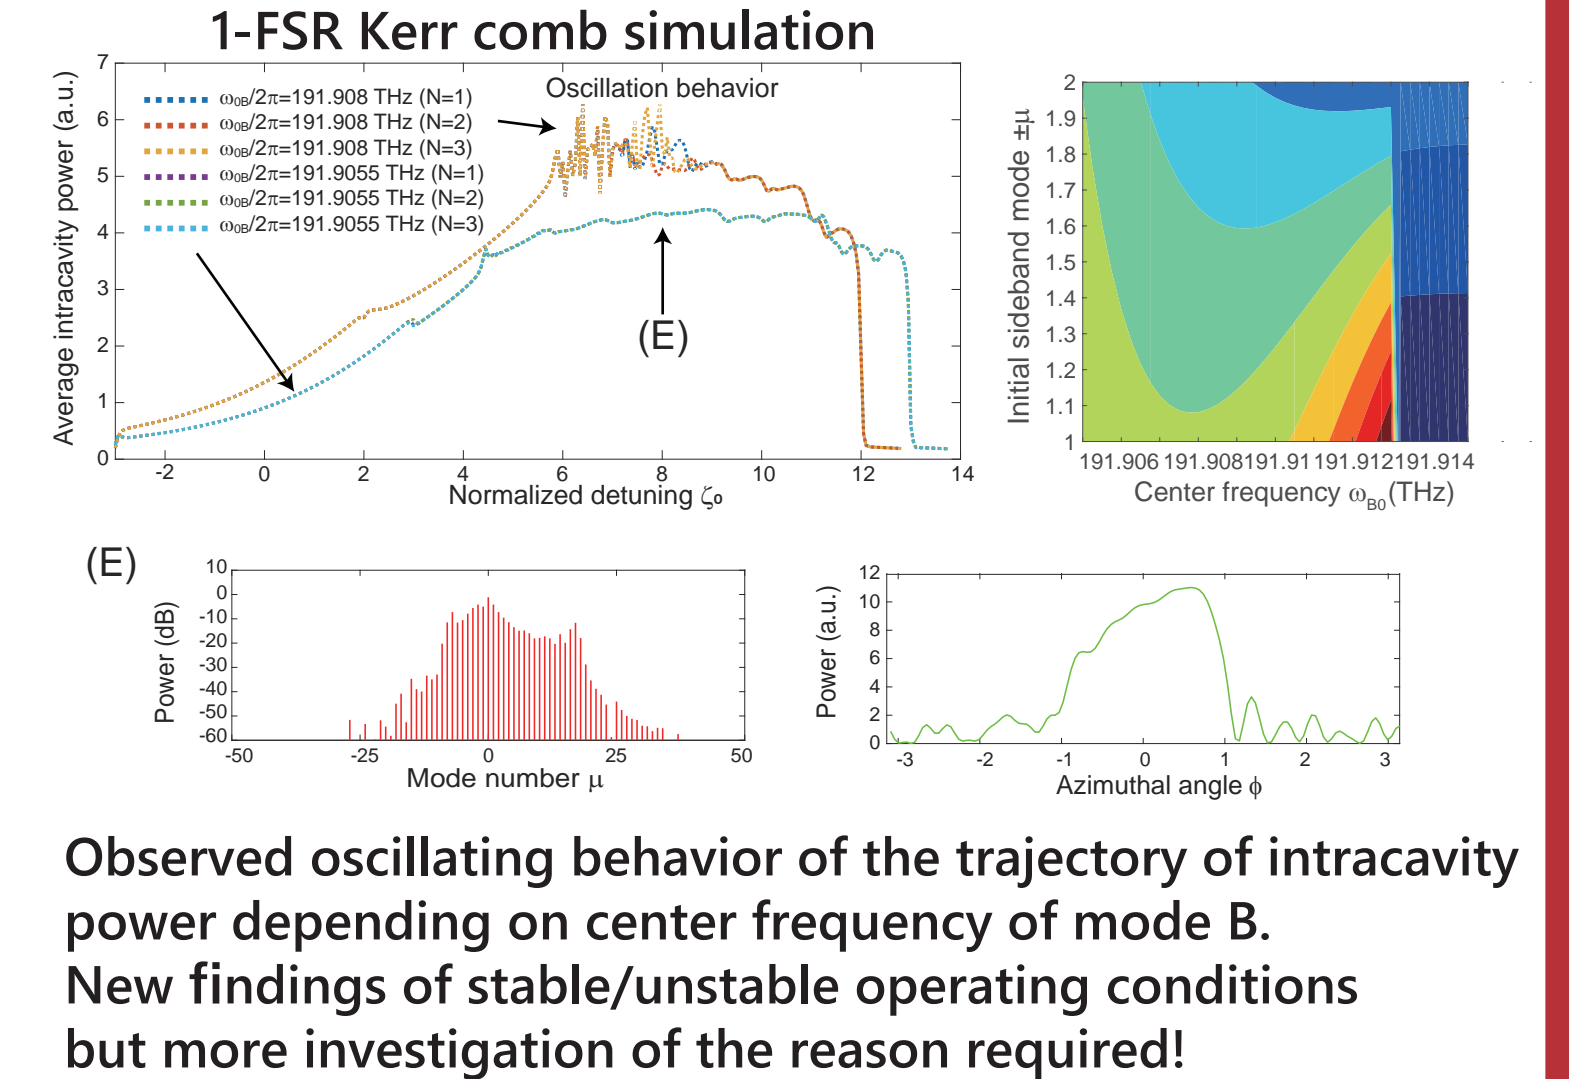 1-FSR Kerr comb simulation
Average intracavity power (a.u.)
7
6
5
4
3
2
1
0
ω0B/2π=191.908 THz (N=1)
ω0B/2π=191.908 THz (N=2)
ω0B/2π=191.908 THz (N=3)
ω0B/2π=191.9055 THz (N=1)
ω0B/2π=191.9055 THz (N=2)
ω0B/2π=191.9055 THz (N=3)
Oscillation behavior
(E)
-2 0 2 4 6 8 10 12 14
Normalized detuning ζ0
Initial sideband mode ±μ
2
1.9
1.8
1.7
1.6
1.5
1.4
1.3
1.2
1.1
1
191.906 191.908 191.91 191.912 191.914
Center frequency ωB0(THz)
(E)
Power (dB)
10
0
-10
-20
-30
-40
-50
-60
-50 -25 0 25 50
Mode number μ
Power (a.u.)
12
10
8
6
4
2
0
-3 -2 -1 0 1 2 3
Azimuthal angle ϕ
Observed oscillating behavior of the trajectory of intracavity
power depending on center frequency of mode B.
New findings of stable/unstable operating conditions
but more investigation of the reason required!